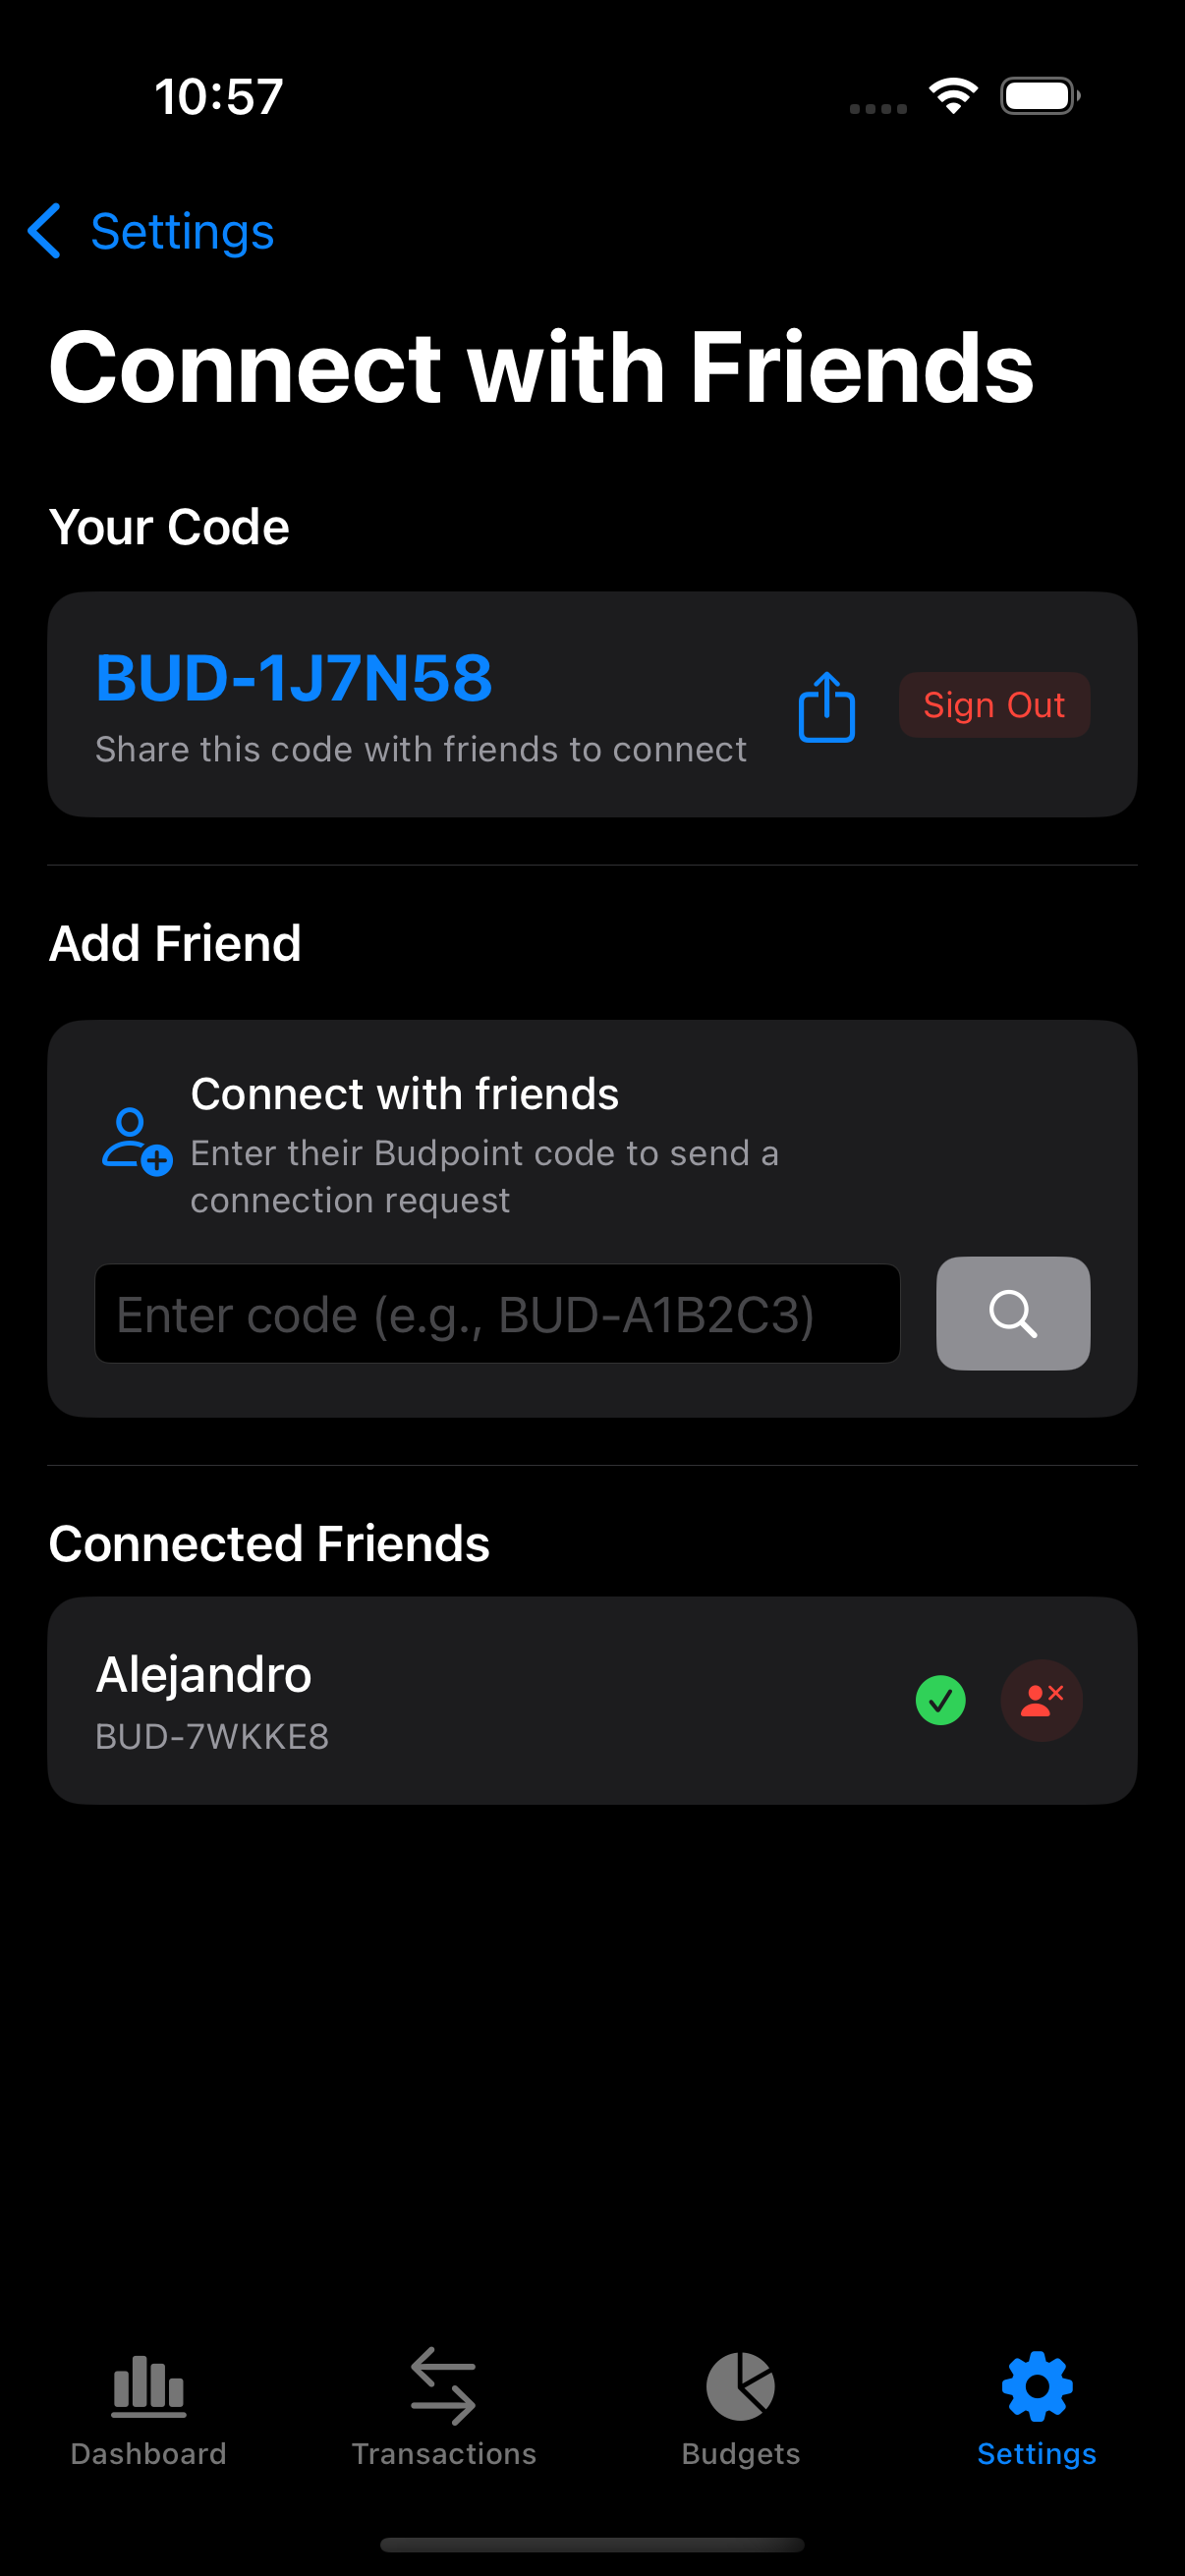 10:57
Settings
Connect with Friends
Your Code
BUD-1J7N58
Share this code with friends to connect
Sign Out
Add Friend
Connect with friends
Enter their Budpoint code to send a
connection request
Enter code (e.g., BUD-A1B2C3)
Connected Friends
Alejandro
BUD-7WKKE8
Dashboard
Transactions
Budgets
Settings